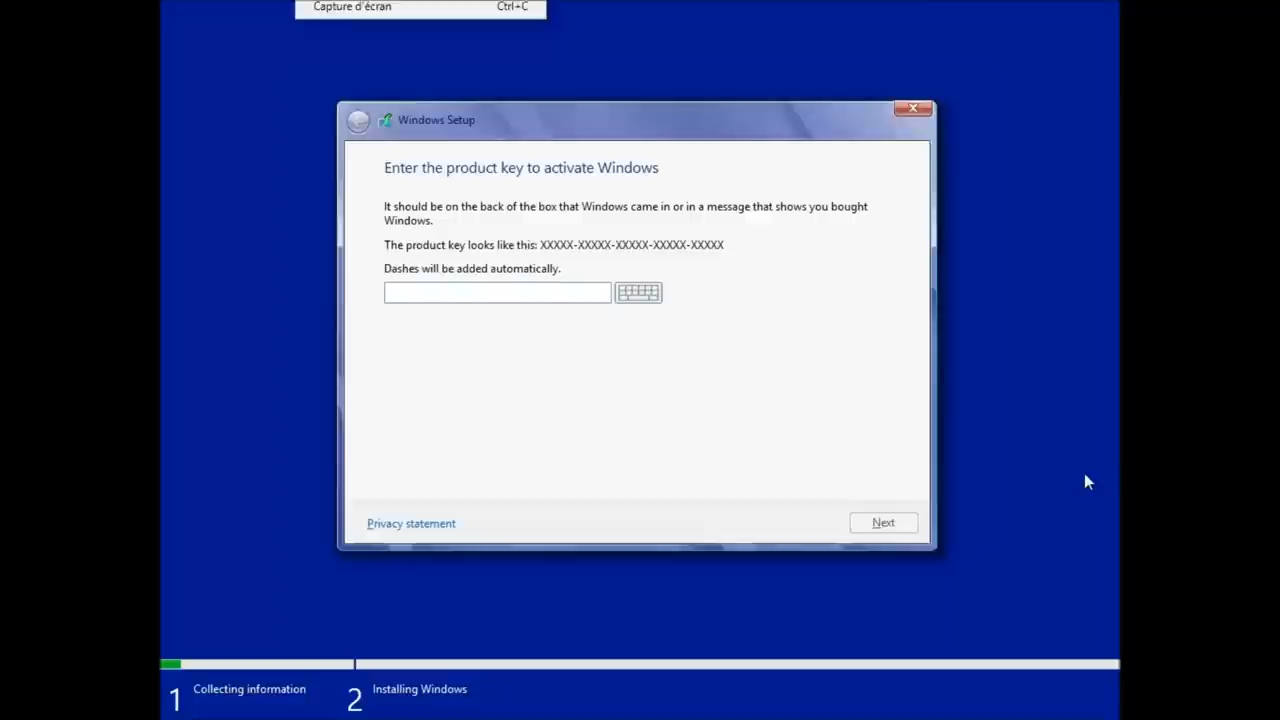 Capture d'écran Ctrl+C
Windows Setup
Enter the product key to activate Windows
It should be on the back of the box that Windows came in or in a message that shows you bought
Windows.
The product key looks like this: XXXXX-XXXXX-XXXXX-XXXXX-XXXXX
Dashes will be added automatically.
Privacy statement
Next
1 Collecting information
2 Installing Windows